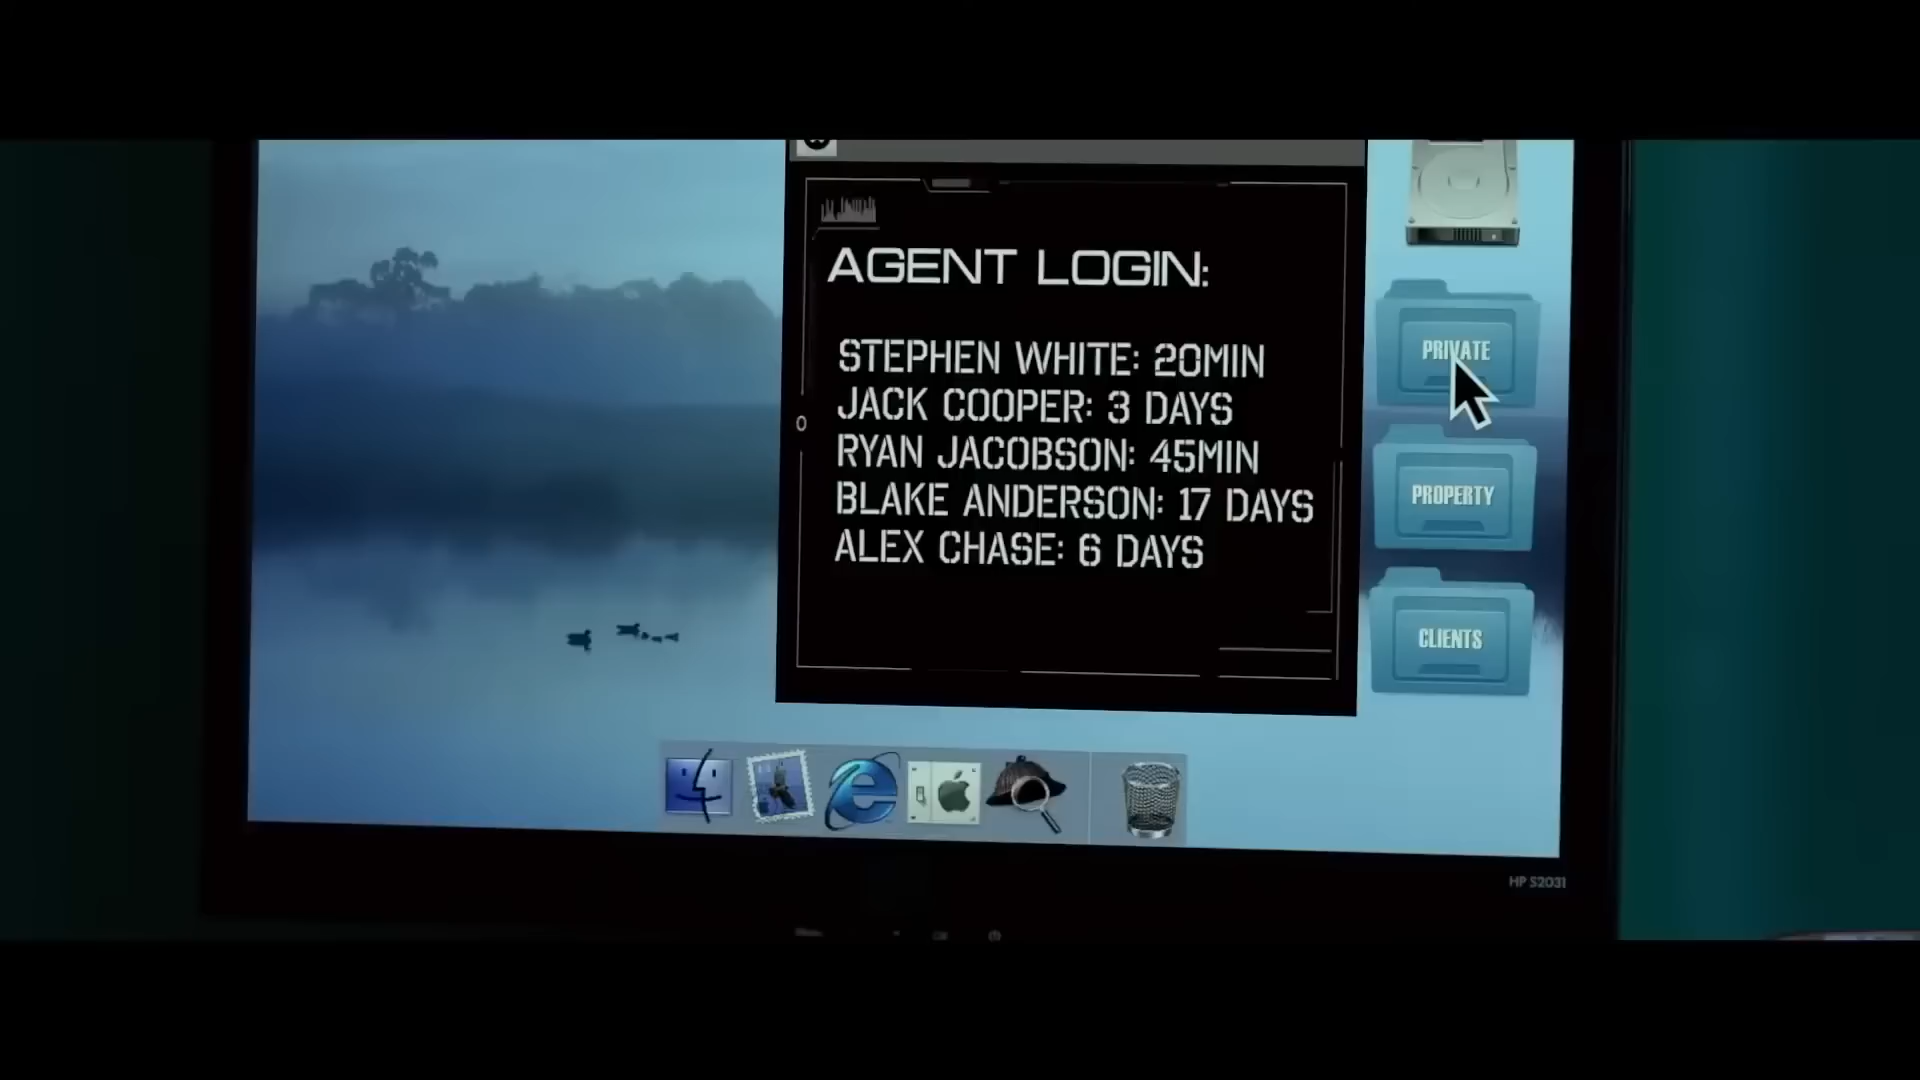 AGENT LOGIN:
STEPHEN WHITE: 20MIN
JACK COOPER: 3 DAYS
RYAN JACOBSON: 45MIN
BLAKE ANDERSON: 17 DAYS
ALEX CHASE: 6 DAYS
0
PRIVATE
PROPERTY
CLIENTS
HP S2031